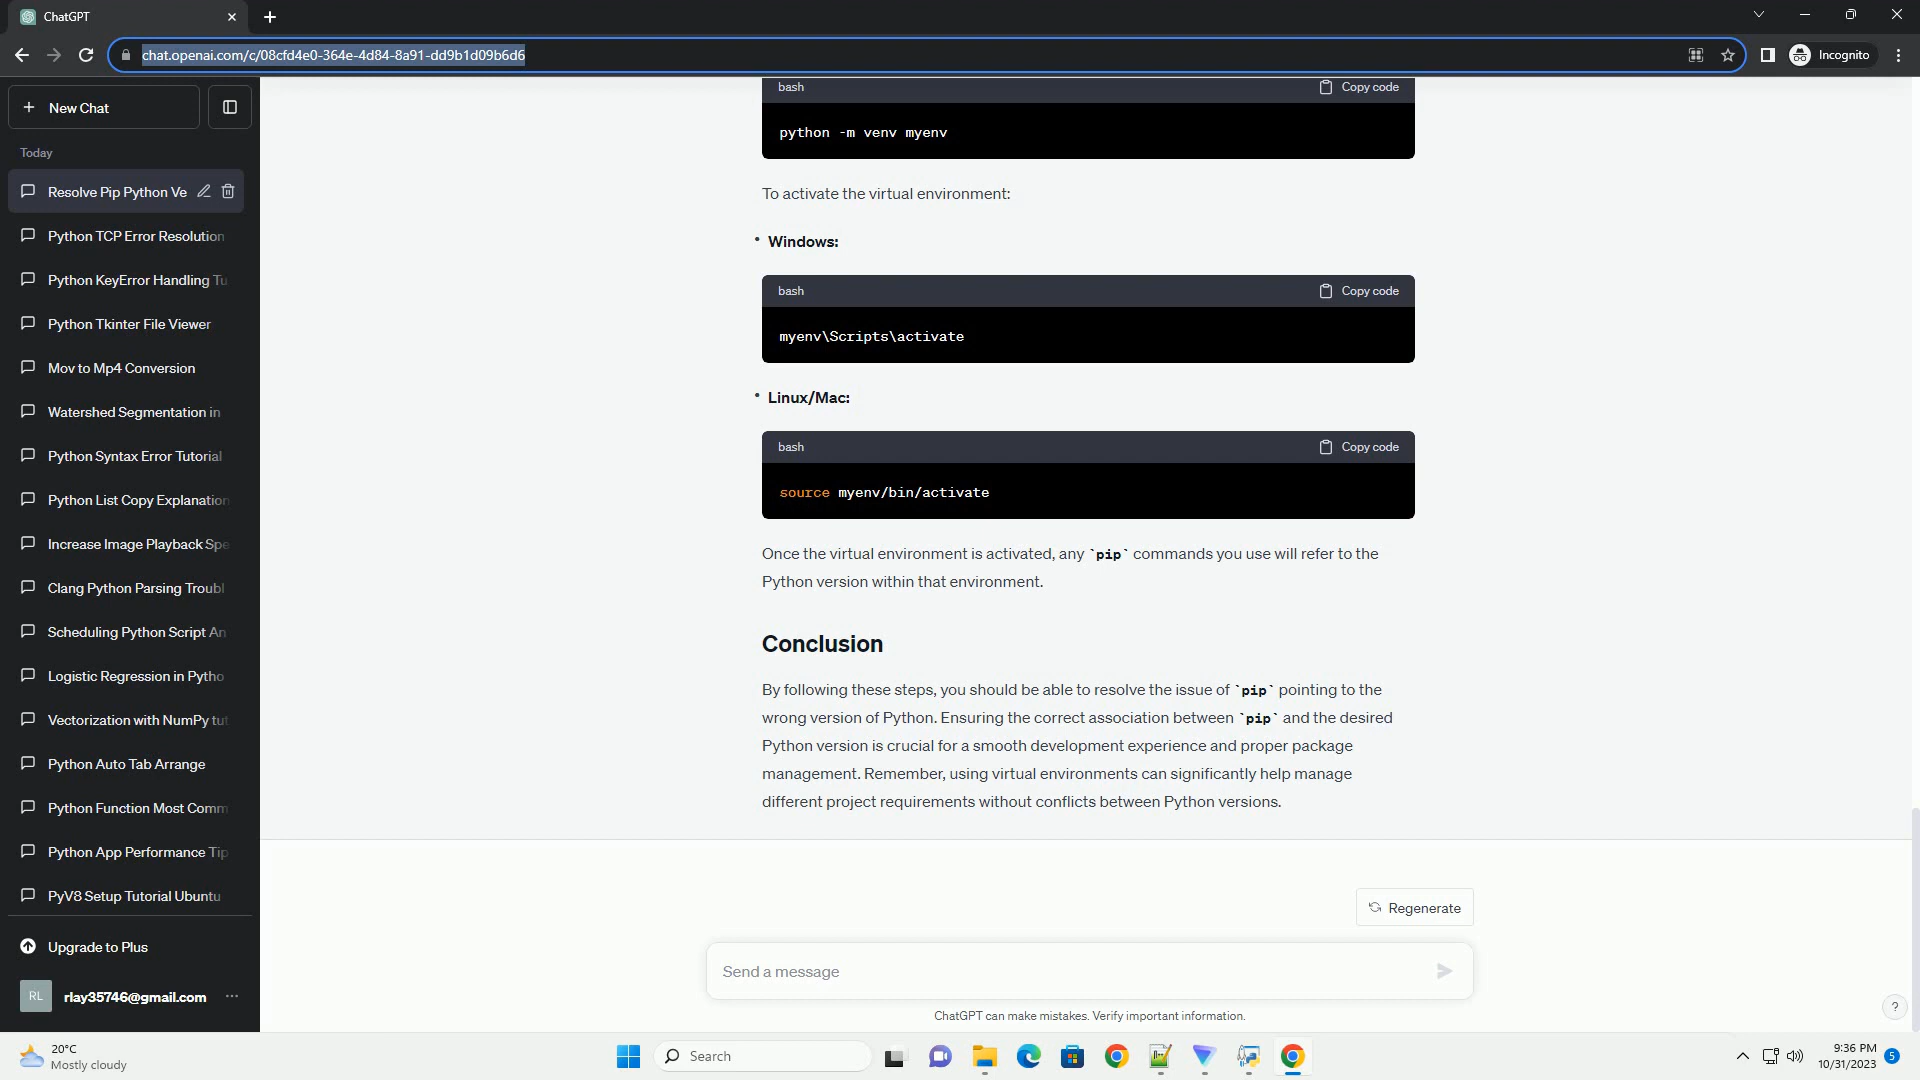 ChatGPT
chat.openai.com/c/08cfd4e0-364e-4d84-8a91-dd9b1d09b6d6
Incognito
New Chat
Today
Resolve Pip Python Ve
Python TCP Error Resolution
Python KeyError Handling Tu
Python Tkinter File Viewer
Mov to Mp4 Conversion
Watershed Segmentation in
Python Syntax Error Tutorial
Python List Copy Explanation
Increase Image Playback Spe
Clang Python Parsing Troubl
Scheduling Python Script An
Logistic Regression in Pytho
Vectorization with NumPy tut
Python Auto Tab Arrange
Python Function Most Comm
Python App Performance Tip
PyV8 Setup Tutorial Ubuntu
Upgrade to Plus
RL
rlay35746@gmail.com
bash
Copy code
python -m venv myenv
To activate the virtual environment:
• Windows:
bash
Copy code
myenv\Scripts\activate
• Linux/Mac:
bash
Copy code
source myenv/bin/activate
Once the virtual environment is activated, any `pip` commands you use will refer to the
Python version within that environment.
Conclusion
By following these steps, you should be able to resolve the issue of `pip` pointing to the
wrong version of Python. Ensuring the correct association between `pip` and the desired
Python version is crucial for a smooth development experience and proper package
management. Remember, using virtual environments can significantly help manage
different project requirements without conflicts between Python versions.
Regenerate
Send a message
ChatGPT can make mistakes. Verify important information.
?
20°C
Mostly cloudy
Search
9:36 PM
10/31/2023
5